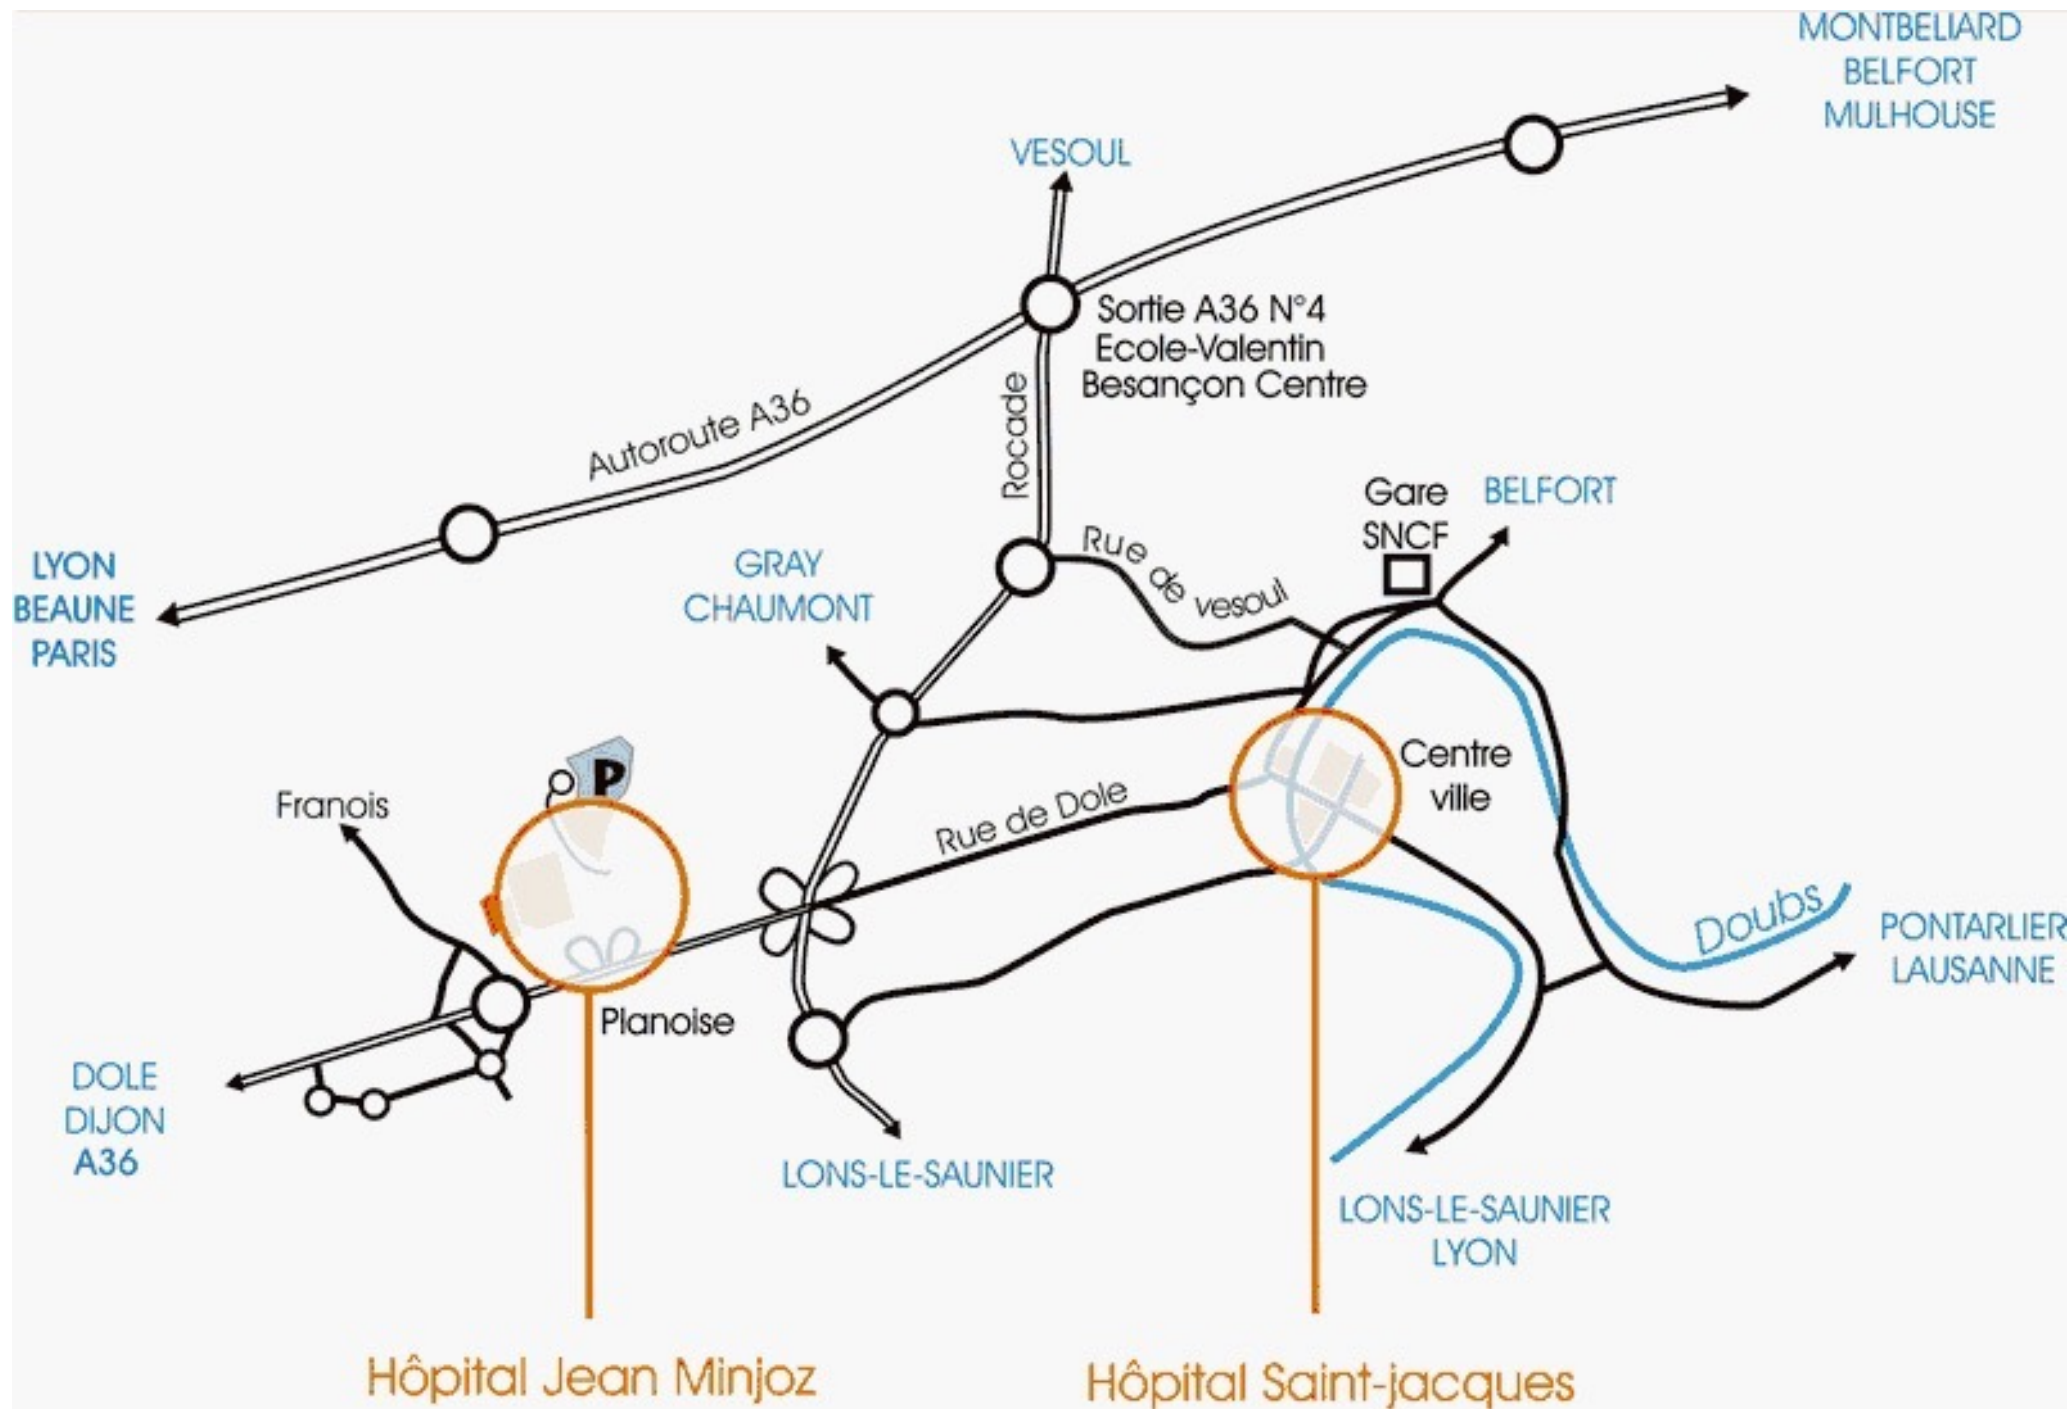 MONTBELIARD
BELFORT
MULHOUSE
VESOUL
Sortie A36 N°4
Ecole-Valentin
Besançon Centre
Autoroute A36
Rocade
Gare
SNCF
BELFORT
LYON
BEAUNE
PARIS
GRAY
CHAUMONT
Rue de vesoul
P
Franois
Rue de Dole
Centre
ville
Doubs
PONTARLIER
LAUSANNE
Planoise
DOLE
DIJON
A36
LONS-LE-SAUNIER
LONS-LE-SAUNIER
LYON
Hôpital Jean Minjoz
Hôpital Saint-jacques